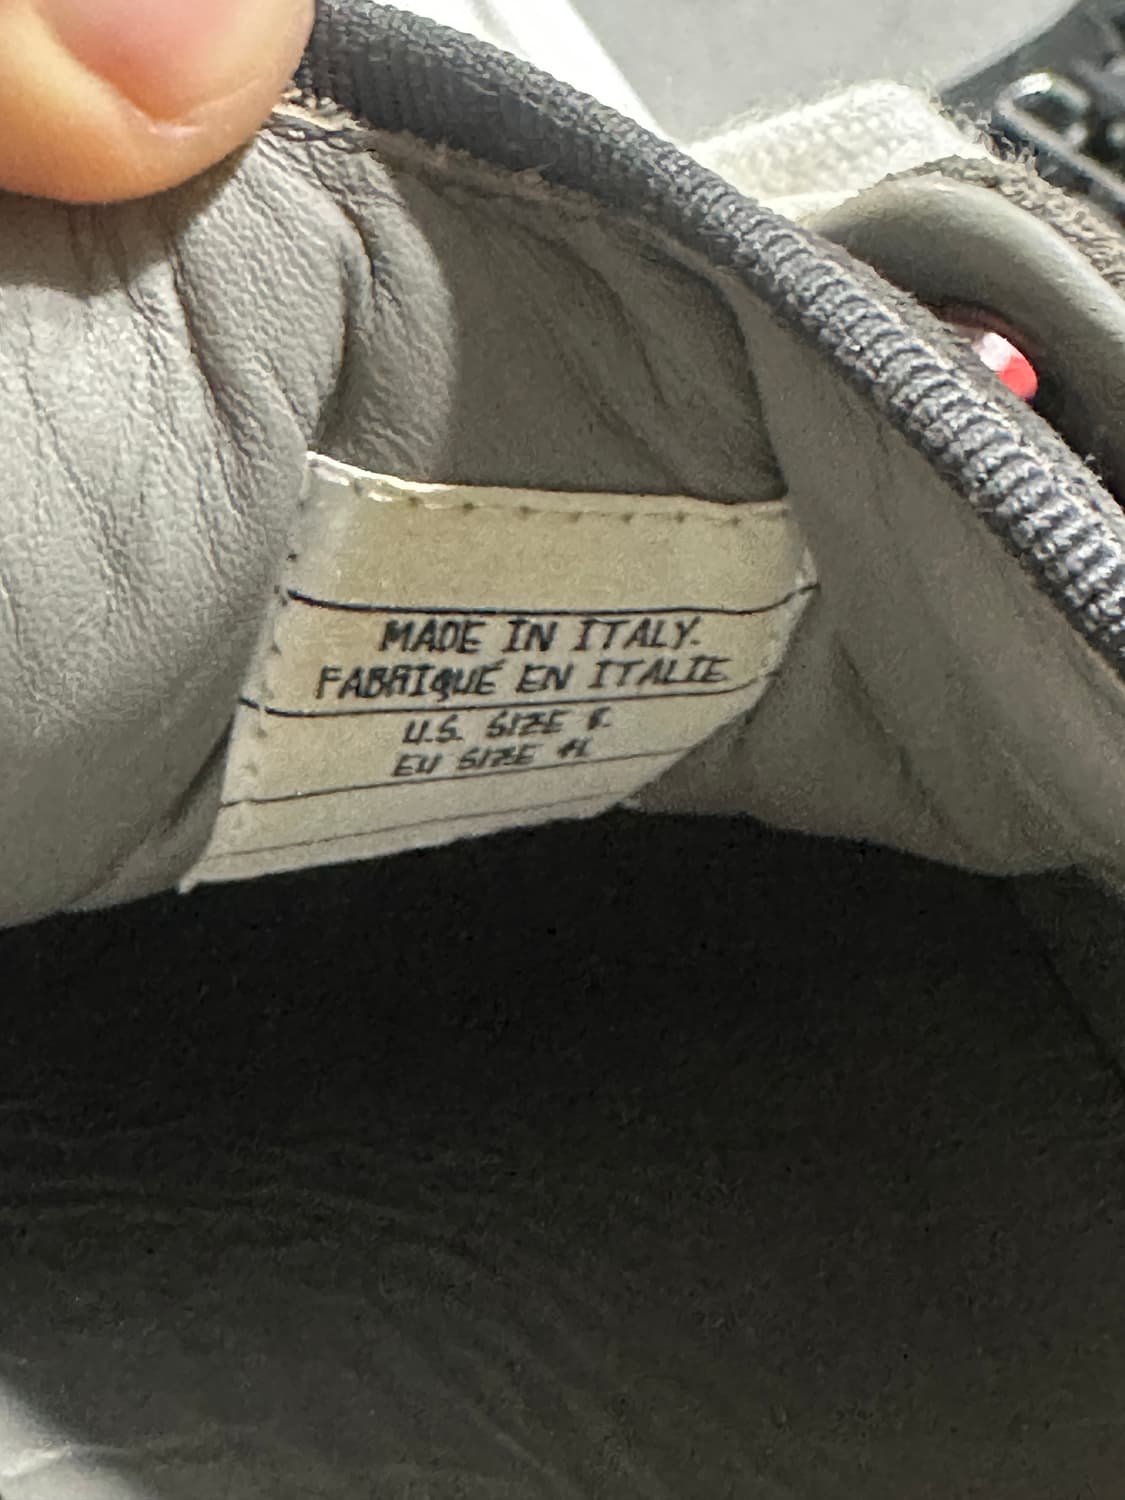 MADE IN ITALY.
FABRIQUÉ EN ITALIE
U.S. SIZE
EU SIZE